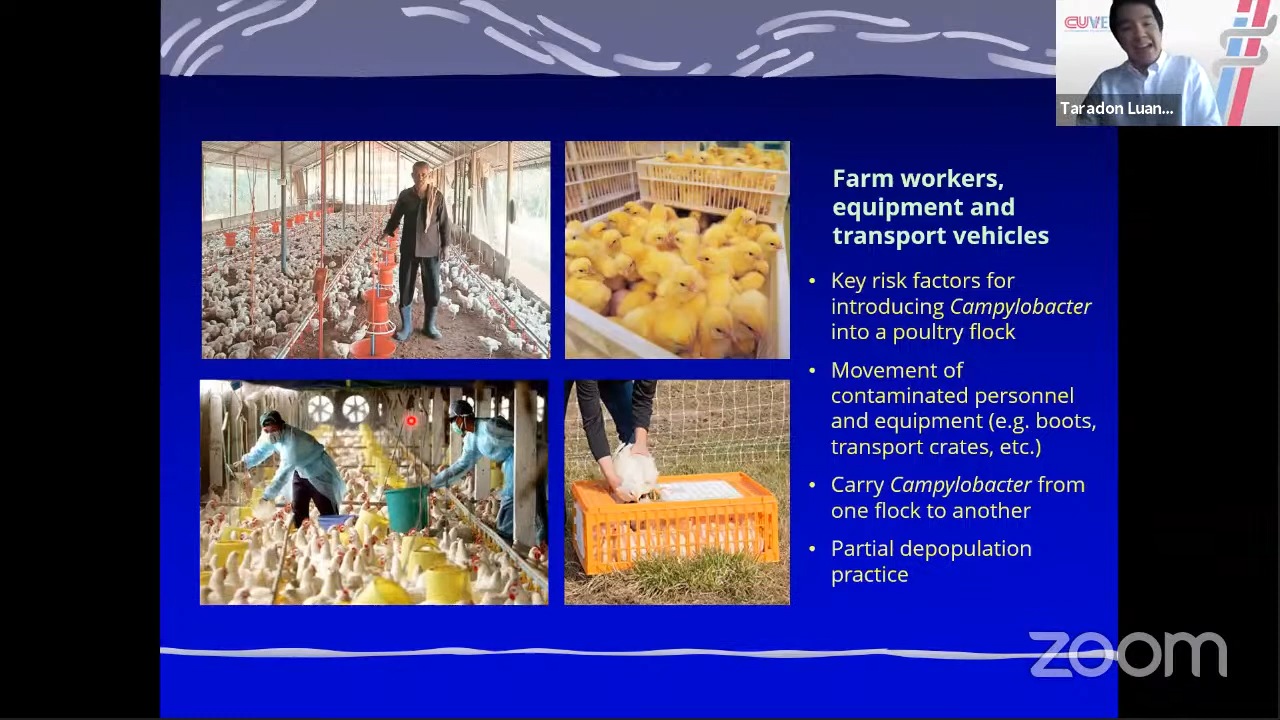 CUVE
Taradon Luan...
Farm workers,
equipment and
transport vehicles
• Key risk factors for
introducing Campylobacter
into a poultry flock
• Movement of
contaminated personnel
and equipment (e.g. boots,
transport crates, etc.)
• Carry Campylobacter from
one flock to another
• Partial depopulation
practice
zoom